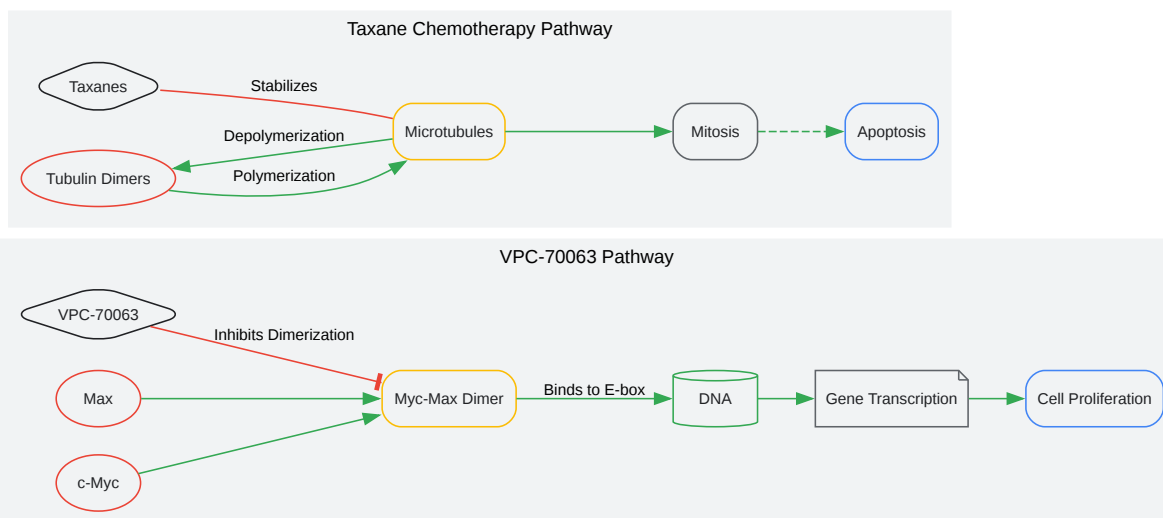 Taxane Chemotherapy Pathway
Taxanes
Stabilizes
Depolymerization
Microtubules
Mitosis
Apoptosis
Tubulin Dimers
Polymerization
VPC-70063 Pathway
VPC-70063
Inhibits Dimerization
Max
Myc-Max Dimer
Binds to E-box
DNA
Gene Transcription
Cell Proliferation
c-Myc